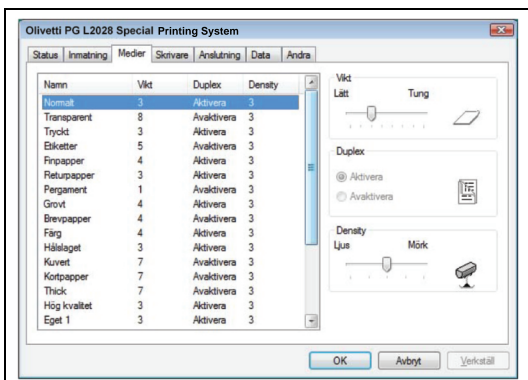 Olivetti PG L2028 Special Printing System
Status Inmatning Medier Skrivare Anslutning Data Andra
Namn Vikt Duplex Density
Normalt 3 Aktivera 3
Transparent 8 Avaktivera 3
Tryckt 3 Aktivera 3
Etiketter 5 Avaktivera 3
Finpapper 4 Aktivera 3
Returpapper 3 Aktivera 3
Pergament 1 Avaktivera 3
Grovt 4 Aktivera 3
Brevpapper 4 Aktivera 3
Färg 4 Aktivera 3
Hålslaget 3 Aktivera 3
Kuvert 7 Avaktivera 3
Kortpapper 7 Avaktivera 3
Thick 7 Avaktivera 3
Hög kvalitet 3 Aktivera 3
Eget 1 3 Aktivera 3
Vikt
Lätt Tung
Duplex
Aktivera
Avaktivera
Density
Ljus Mörk
OK Avbryt Verkställ